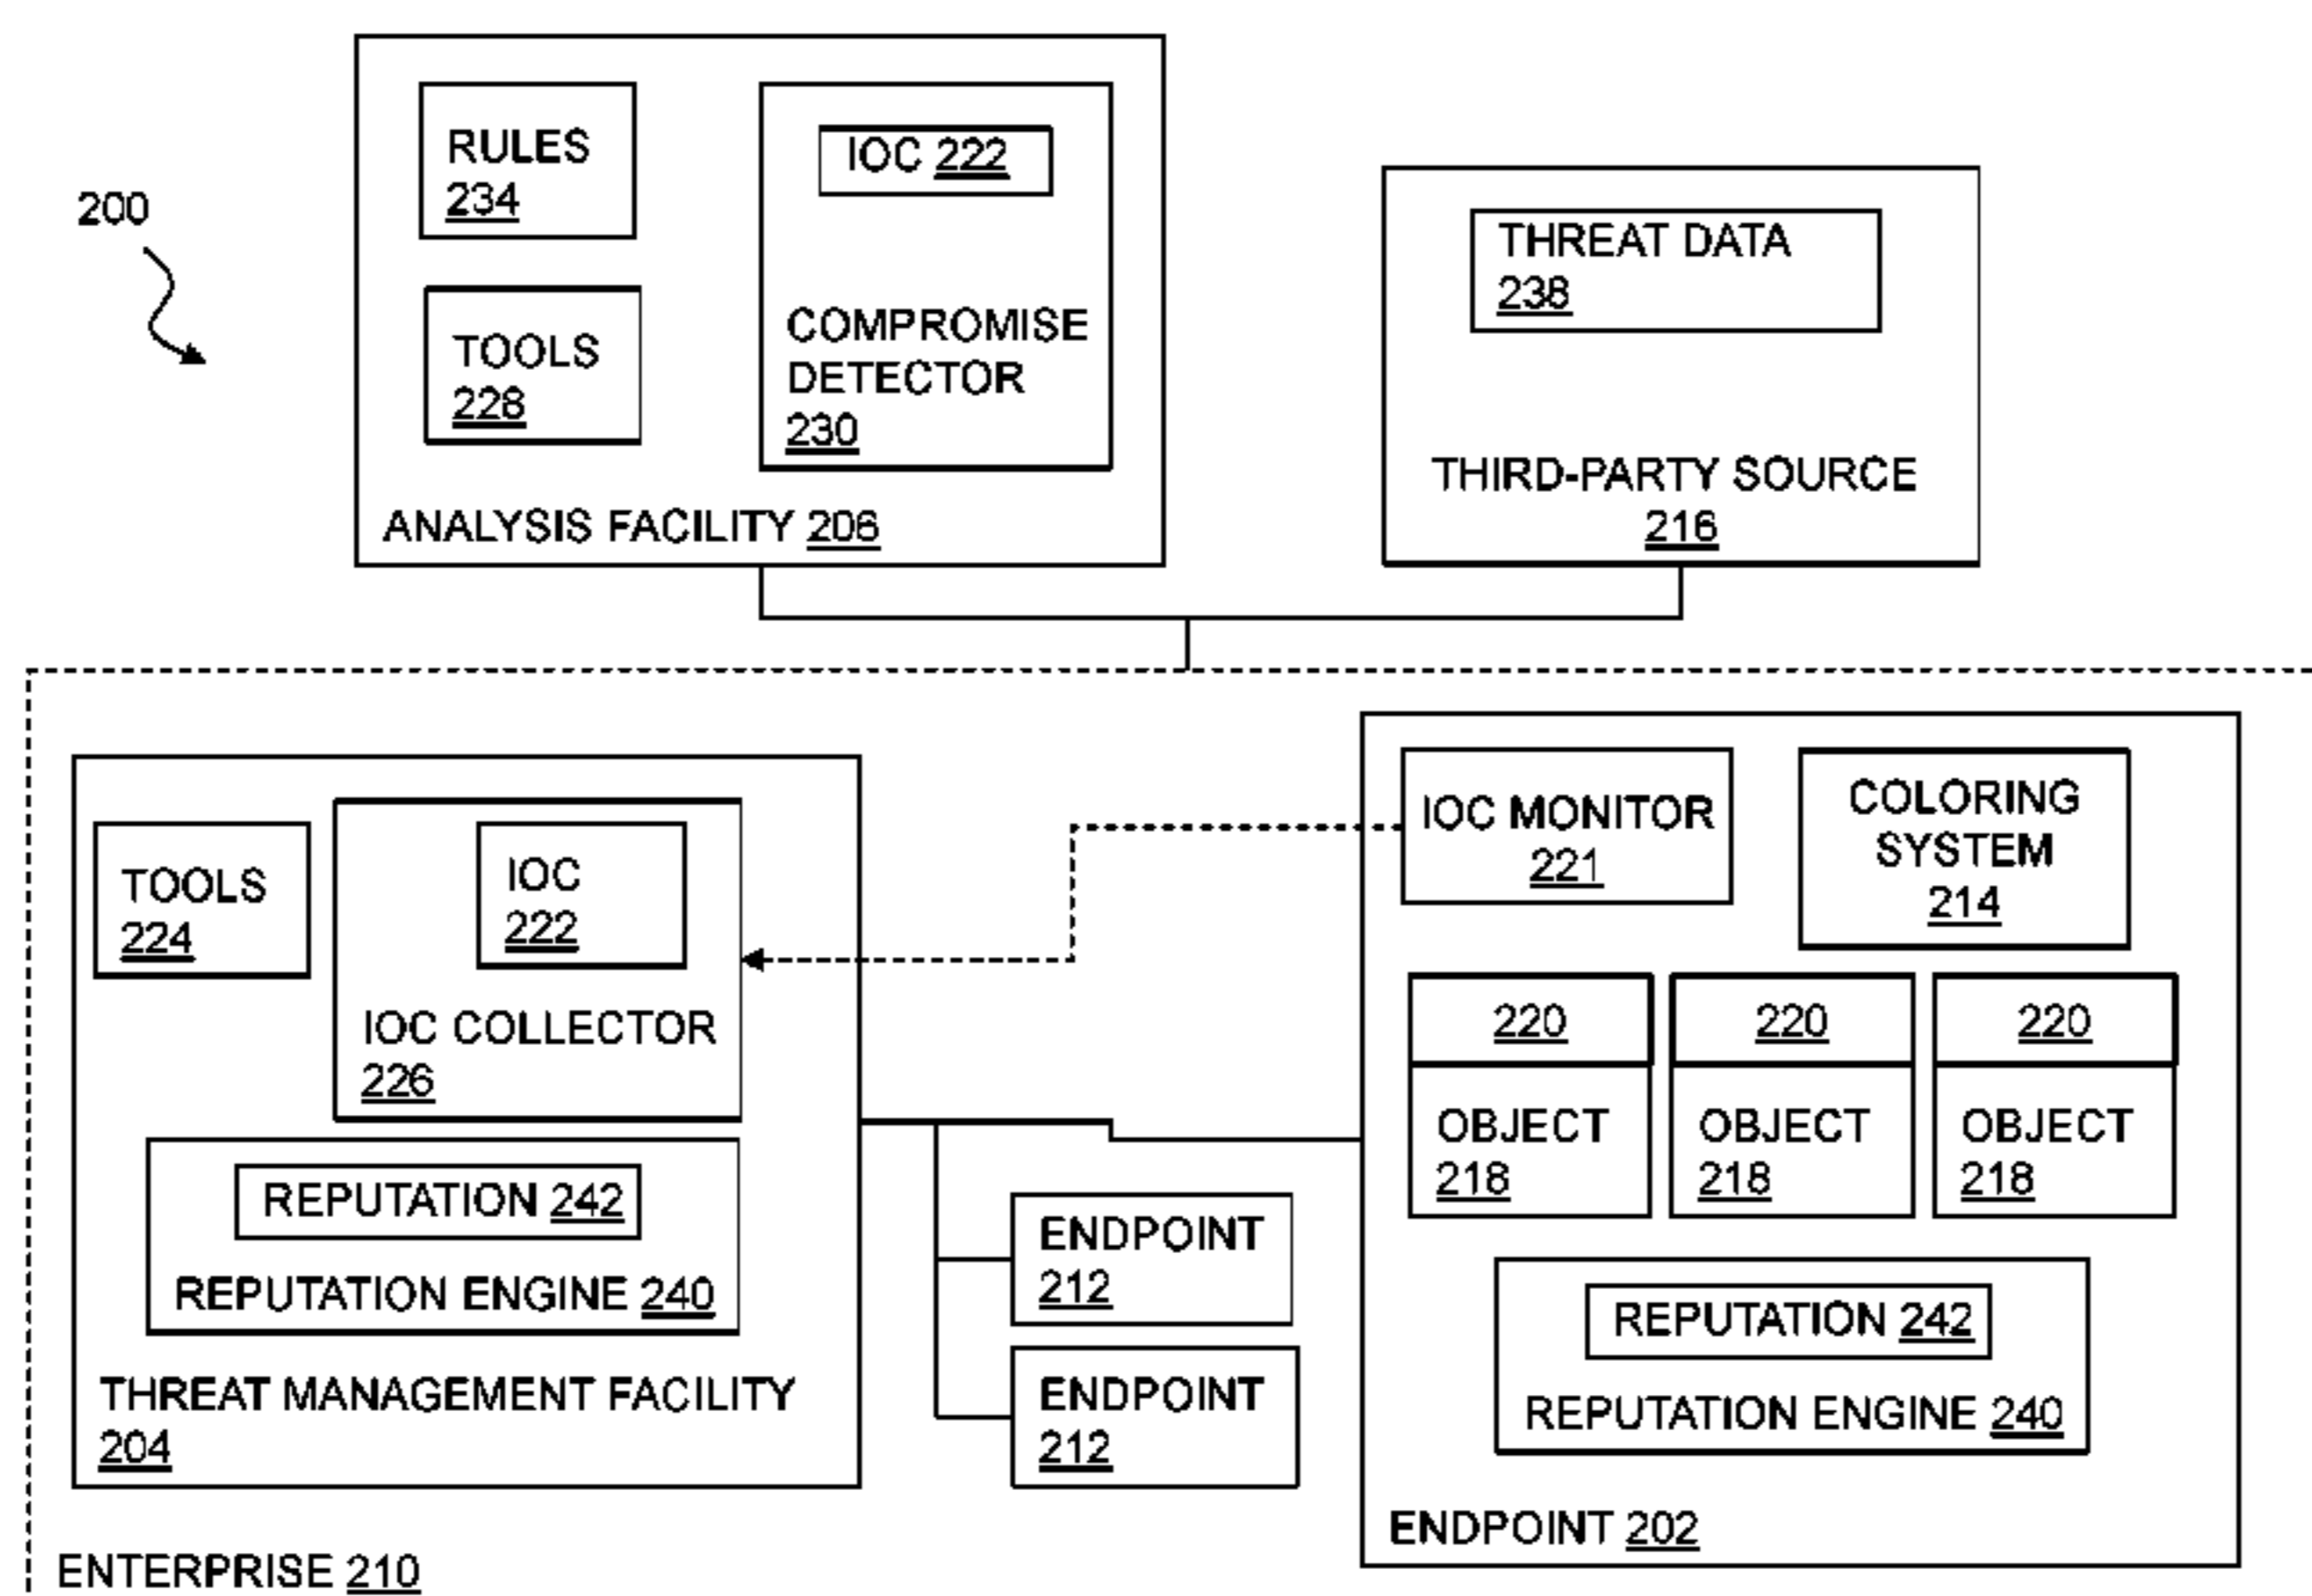 200
RULES
234
TOOLS
228
IOC 222
COMPROMISE
DETECTOR
230
ANALYSIS FACILITY 206
THREAT DATA
238
THIRD-PARTY SOURCE
216
TOOLS
224
IOC
222
IOC COLLECTOR
226
REPUTATION 242
REPUTATION ENGINE 240
THREAT MANAGEMENT FACILITY
204
ENDPOINT
212
ENDPOINT
212
IOC MONITOR
221
COLORING
SYSTEM
214
220
OBJECT
218
220
OBJECT
218
220
OBJECT
218
REPUTATION 242
REPUTATION ENGINE 240
ENDPOINT 202
ENTERPRISE 210